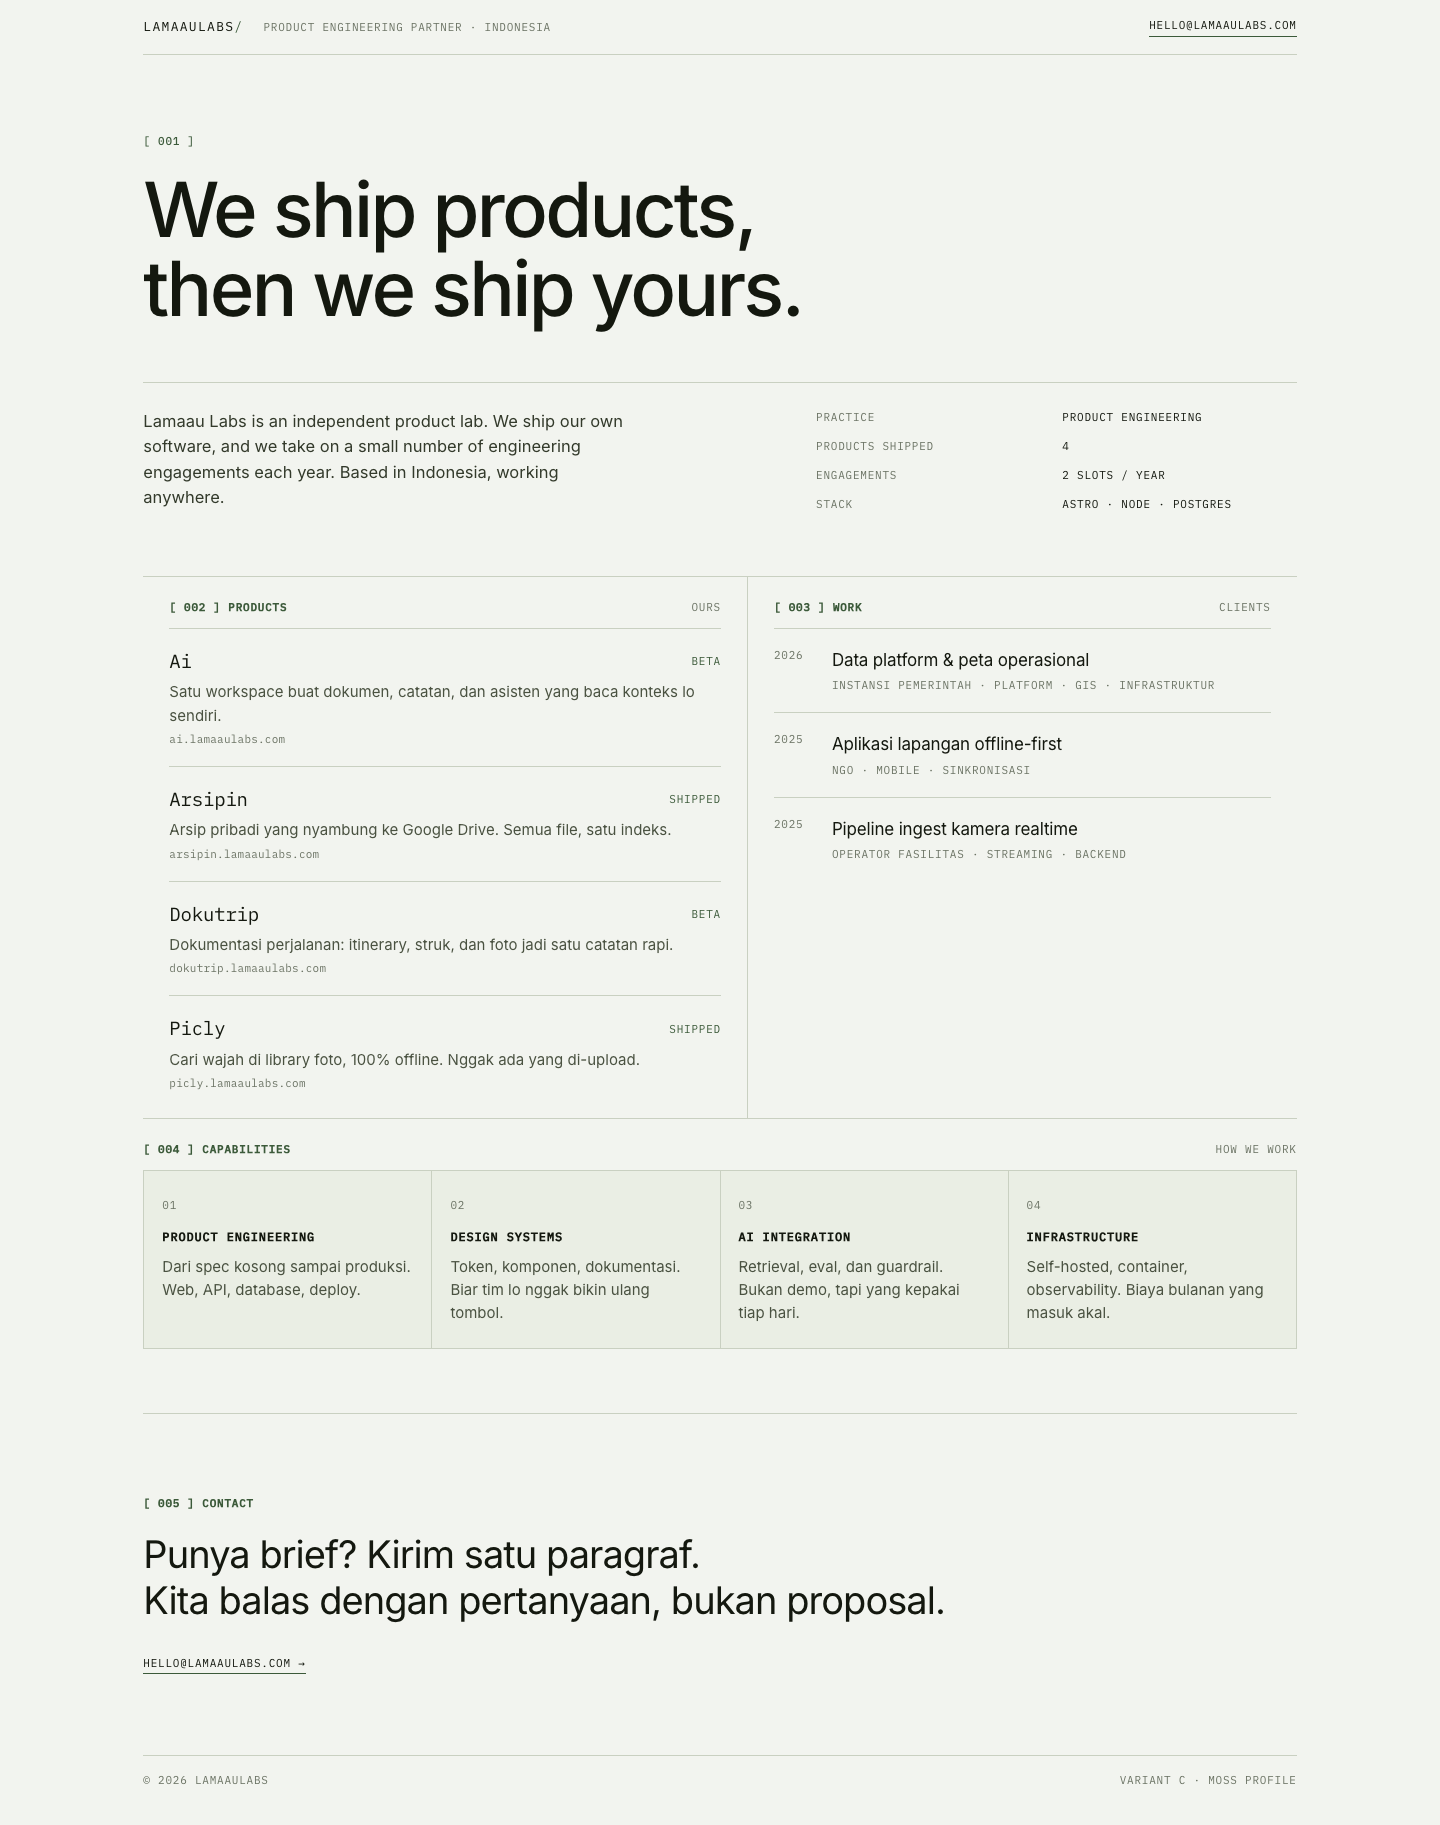 LAMAAULABS/ PRODUCT ENGINEERING PARTNER · INDONESIA
HELLO@LAMAAULABS.COM
[ 001 ]
We ship products,
then we ship yours.
Lamaau Labs is an independent product lab. We ship our own
software, and we take on a small number of engineering
engagements each year. Based in Indonesia, working
anywhere.
PRACTICE PRODUCT ENGINEERING
PRODUCTS SHIPPED 4
ENGAGEMENTS 2 SLOTS / YEAR
STACK ASTRO · NODE · POSTGRES
[ 002 ] PRODUCTS OURS
Ai BETA
Satu workspace buat dokumen, catatan, dan asisten yang baca konteks lo
sendiri.
ai.lamaaulabs.com
Arsipin SHIPPED
Arsip pribadi yang nyambung ke Google Drive. Semua file, satu indeks.
arsipin.lamaaulabs.com
Dokutrip BETA
Dokumentasi perjalanan: itinerary, struk, dan foto jadi satu catatan rapi.
dokutrip.lamaaulabs.com
Picly SHIPPED
Cari wajah di library foto, 100% offline. Nggak ada yang di-upload.
picly.lamaaulabs.com
[ 003 ] WORK CLIENTS
2026 Data platform & peta operasional
INSTANSI PEMERINTAH · PLATFORM · GIS · INFRASTRUKTUR
2025 Aplikasi lapangan offline-first
NGO · MOBILE · SINKRONISASI
2025 Pipeline ingest kamera realtime
OPERATOR FASILITAS · STREAMING · BACKEND
[ 004 ] CAPABILITIES HOW WE WORK
01
PRODUCT ENGINEERING
Dari spec kosong sampai produksi.
Web, API, database, deploy.
02
DESIGN SYSTEMS
Token, komponen, dokumentasi.
Biar tim lo nggak bikin ulang
tombol.
03
AI INTEGRATION
Retrieval, eval, dan guardrail.
Bukan demo, tapi yang kepakai
tiap hari.
04
INFRASTRUCTURE
Self-hosted, container,
observability. Biaya bulanan yang
masuk akal.
[ 005 ] CONTACT
Punya brief? Kirim satu paragraf.
Kita balas dengan pertanyaan, bukan proposal.
HELLO@LAMAAULABS.COM →
© 2026 LAMAAULABS
VARIANT C · MOSS PROFILE